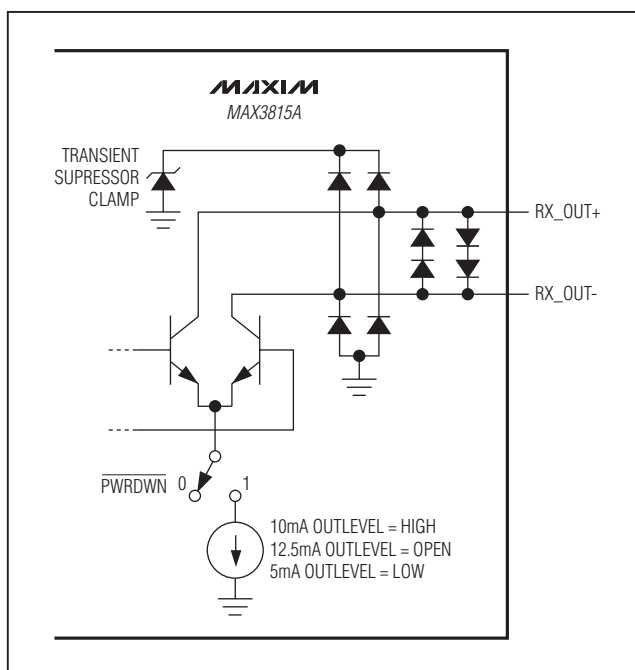 MAXIM
MAX3815A
TRANSIENT
SUPRESSOR
CLAMP
RX_OUT+
RX_OUT-
PWRDWN 0 1
10mA OUTLEVEL = HIGH
12.5mA OUTLEVEL = OPEN
5mA OUTLEVEL = LOW